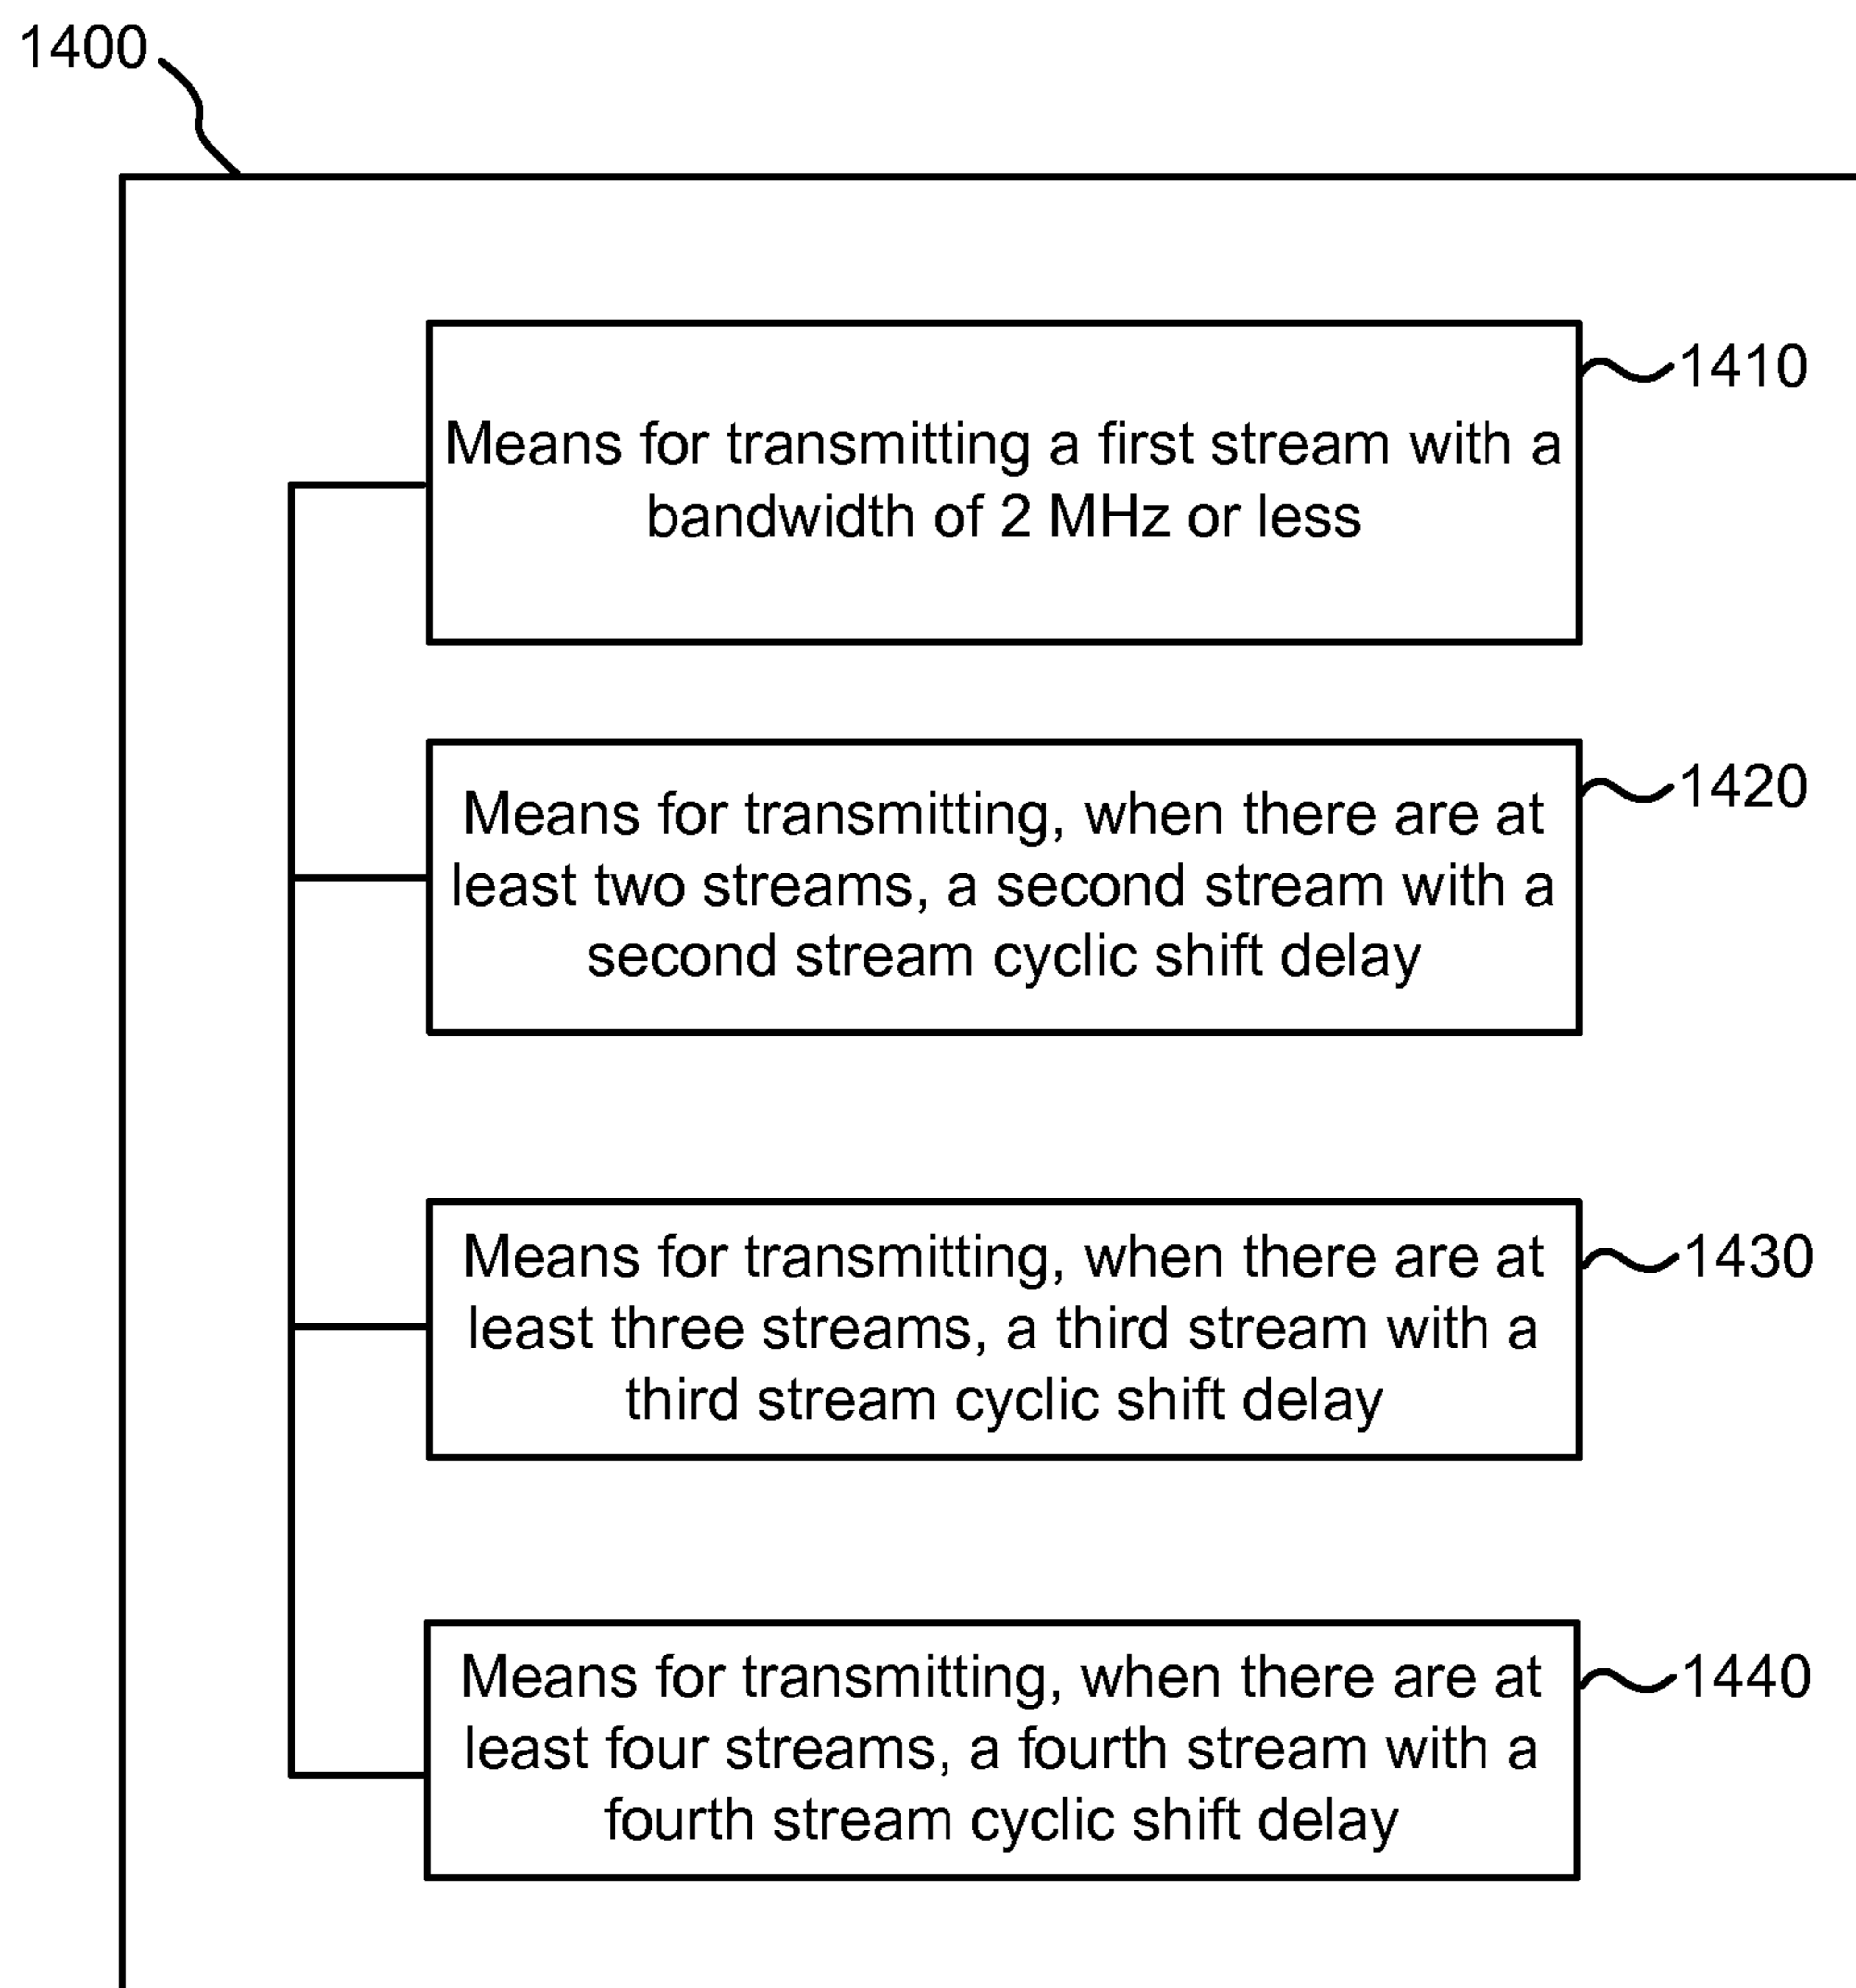 1400
1410
Means for transmitting a first stream with a
bandwidth of 2 MHz or less
1420
Means for transmitting, when there are at
least two streams, a second stream with a
second stream cyclic shift delay
1430
Means for transmitting, when there are at
least three streams, a third stream with a
third stream cyclic shift delay
1440
Means for transmitting, when there are at
least four streams, a fourth stream with a
fourth stream cyclic shift delay